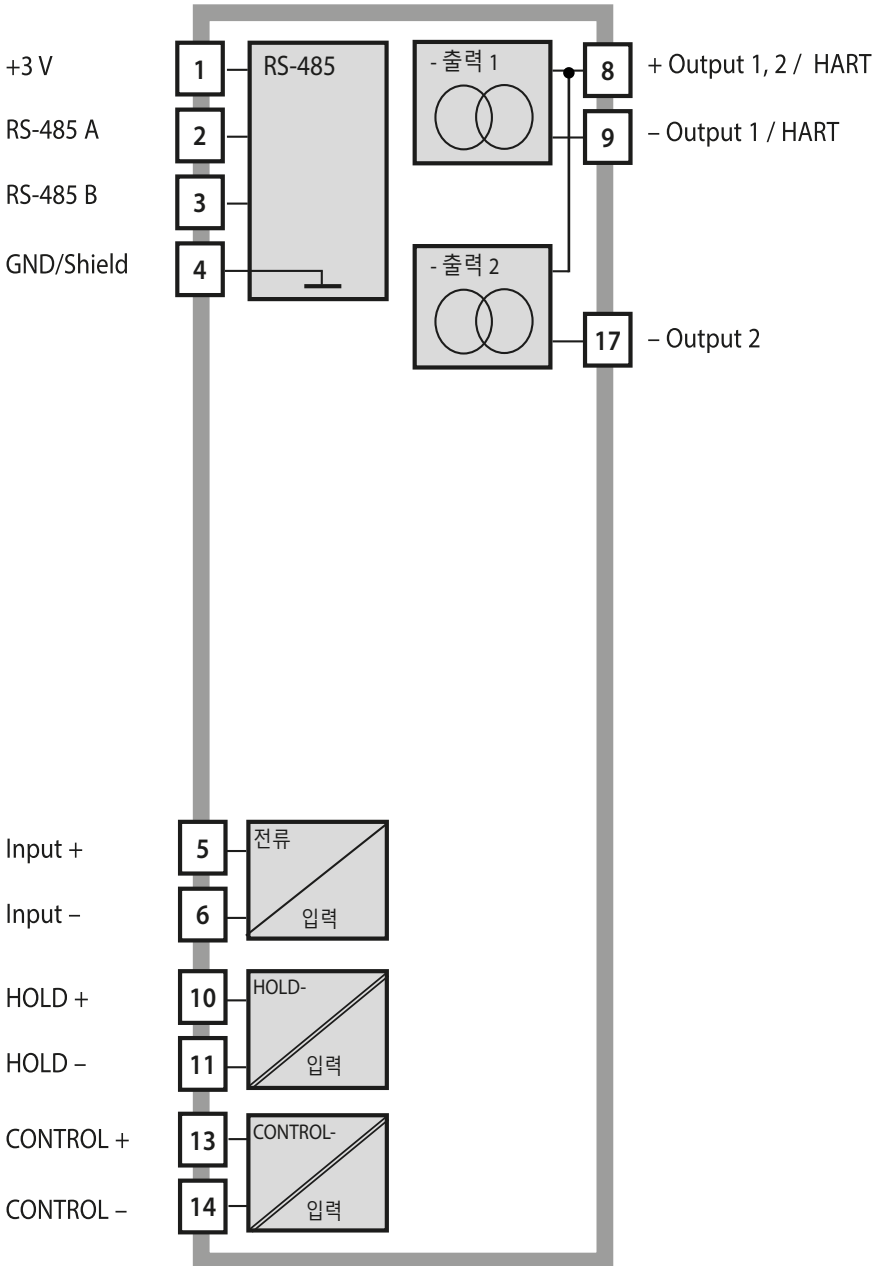 +3 V
1
RS-485
- 출력 1
8
+ Output 1, 2 / HART
RS-485 A
2
9
– Output 1 / HART
RS-485 B
3
GND/Shield
4
- 출력 2
17
– Output 2
Input +
5
전류
Input –
6
입력
HOLD +
10
HOLD-
HOLD –
11
입력
CONTROL +
13
CONTROL-
CONTROL –
14
입력